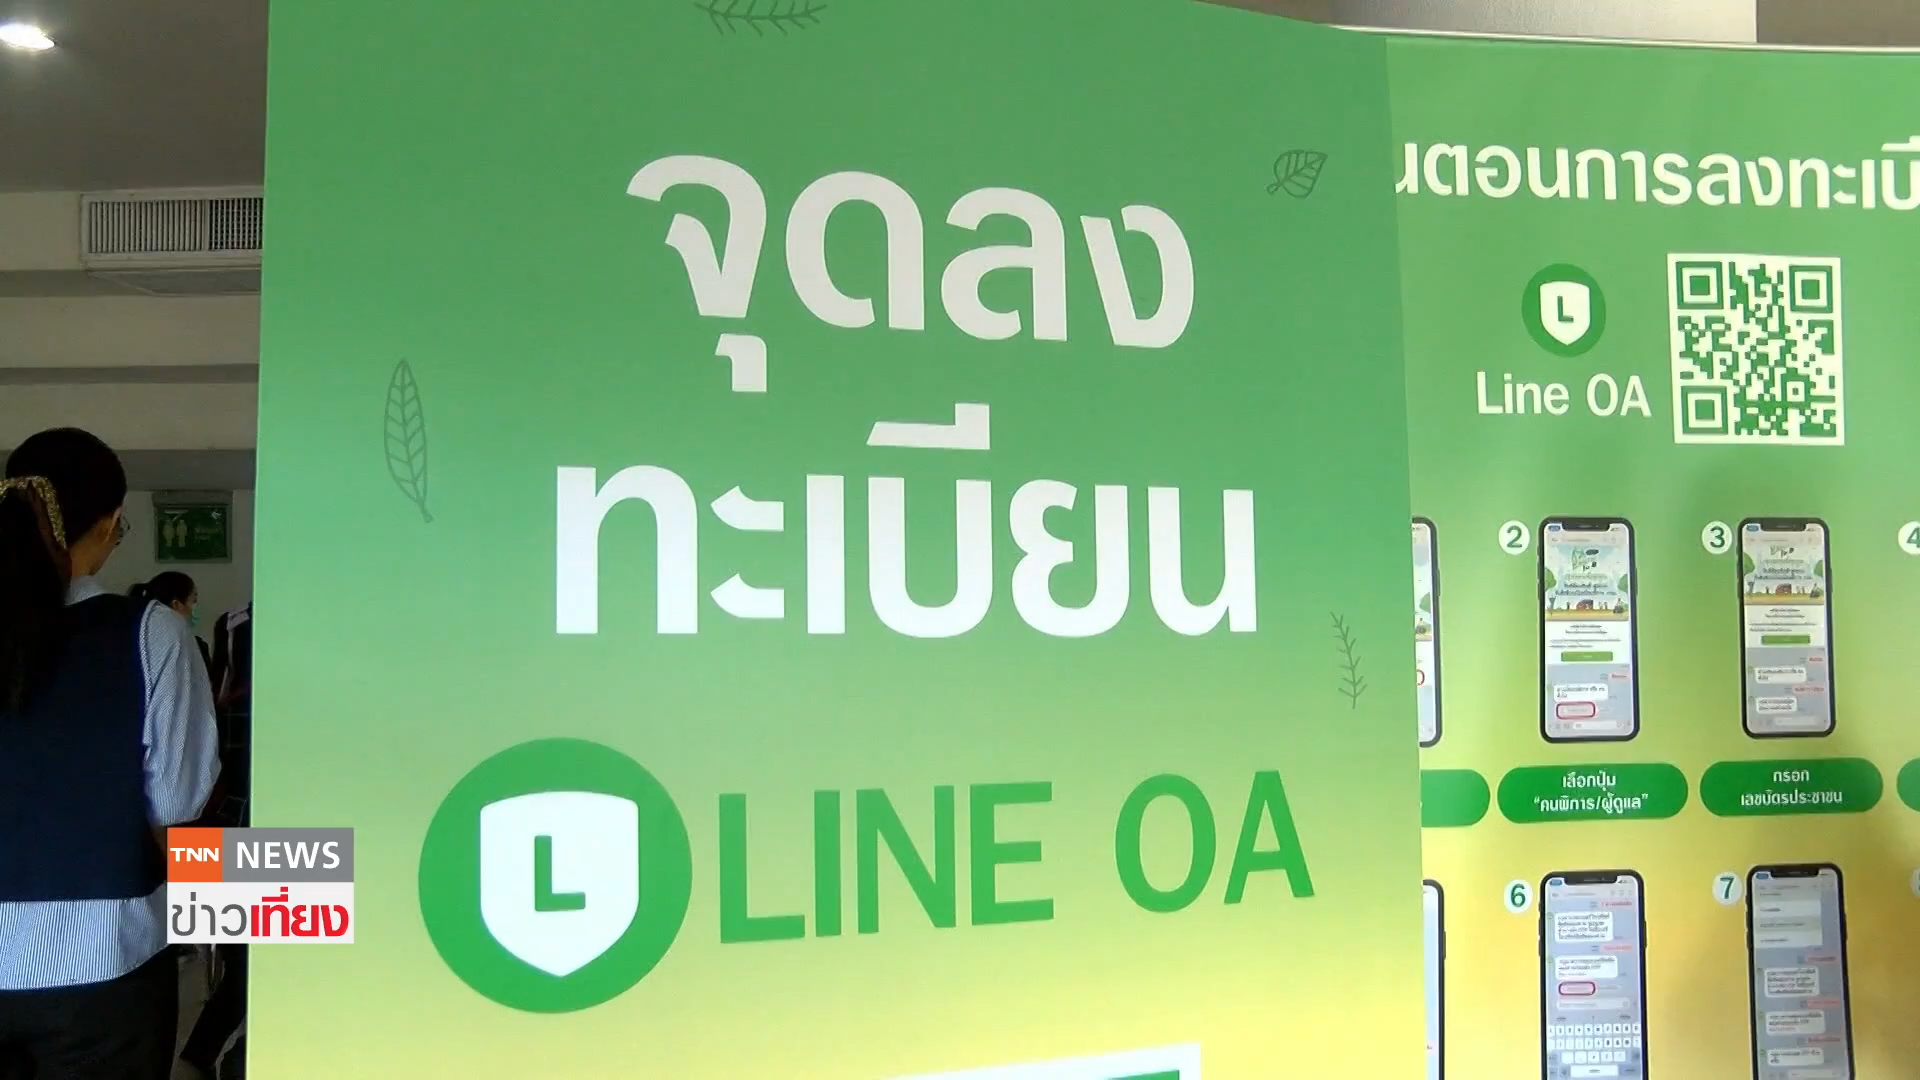 จุดลง
ทะเบียน
L
LINE OA
นตอนการลงทะเบี
L
Line OA
2
3
4
เลือกปุ่ม
"คนพิการ/ผู้ดูแล"
กรอก
เลขบัตรประชาชน
6
7
TNN NEWS
ข่าวเที่ยง